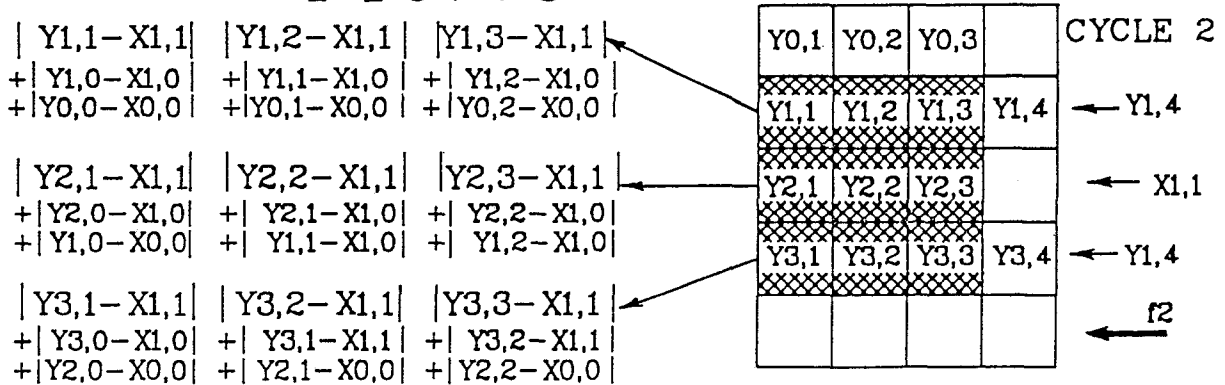 | Y1,1-X1,1| |Y1,2-X1,1| |Y1,3-X1,1|
+| Y1,0-X1,0 +| Y1,1-X1,0 | +| Y1,2-X1,0|
+|Y0,0-X0,0| +|Y0,1-X0,0 | +|Y0,2-X0,0 |
| Y2,1-X1,1| |Y2,2-X1,1| |Y2,3-X1,1|
+|Y2,0-X1,0| +| Y2,1-X1,0| +| Y2,2-X1,0|
+| Y1,0-X0,0| +| Y1,1-X1,0| +| Y1,2-X1,0|
|Y3,1-X1,1| |Y3,2-X1,1| |Y3,3-X1,1|
+| Y3,0-X1,0| +| Y3,1-X1,1| +| Y3,2-X1,1|
+|Y2,0-X0,0| +| Y2,1-X0,0| +|Y2,2-X0,0|
CYCLE 2
Y0,1 Y0,2 Y0,3
Y1,1 Y1,2 Y1,3 Y1,4 Y1,4
Y2,1 Y2,2 Y2,3 X1,1
Y3,1 Y3,2 Y3,3 Y3,4 Y1,4
f2